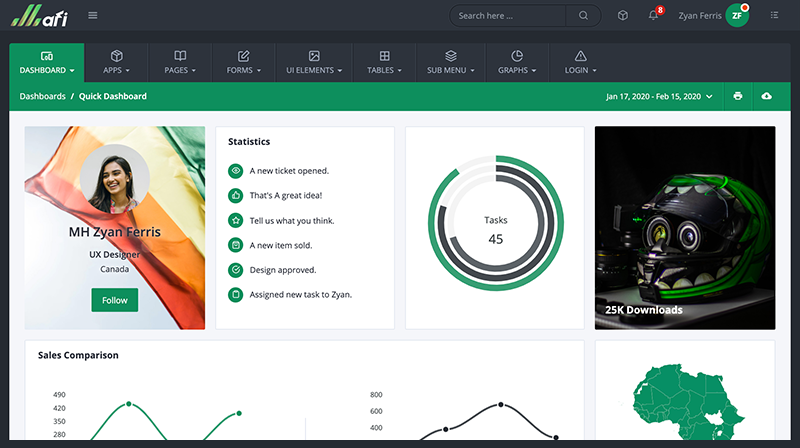 afi
Search here ...
8
Zyan Ferris
ZF
DASHBOARD
APPS
PAGES
FORMS
UI ELEMENTS
TABLES
SUB MENU
GRAPHS
LOGIN
Dashboards / Quick Dashboard
Jan 17, 2020 - Feb 15, 2020
MH Zyan Ferris
UX Designer
Canada
Follow
Statistics
A new ticket opened.
That's A great idea!
Tell us what you think.
A new item sold.
Design approved.
Assigned new task to Zyan.
Tasks
45
25K Downloads
Sales Comparison
490
420
350
280
800
600
400